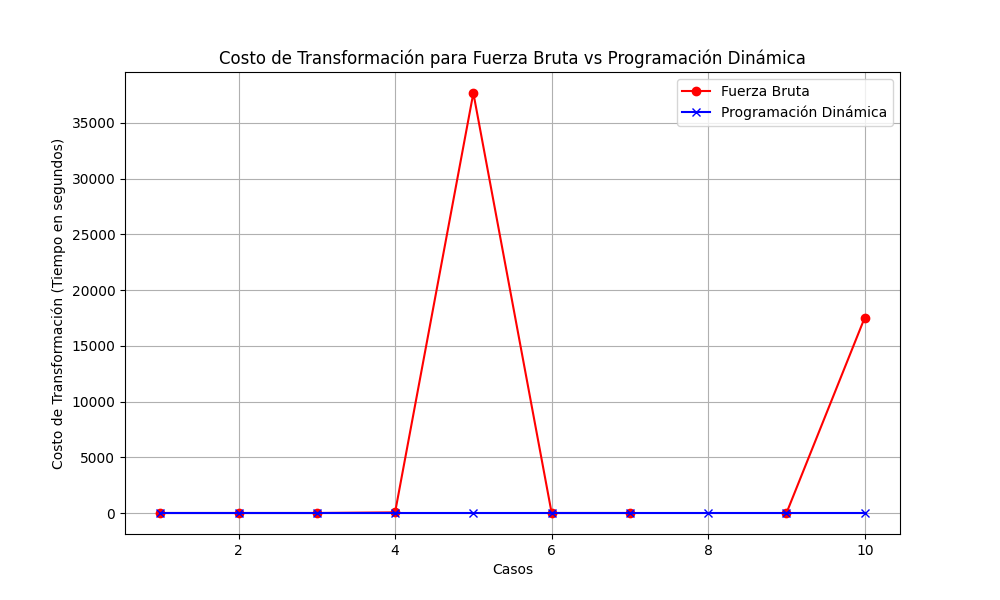 Costo de Transformación para Fuerza Bruta vs Programación Dinámica
Fuerza Bruta
Programación Dinámica
Costo de Transformación (Tiempo en segundos)
35000
30000
25000
20000
15000
10000
5000
0
2
4
6
8
10
Casos